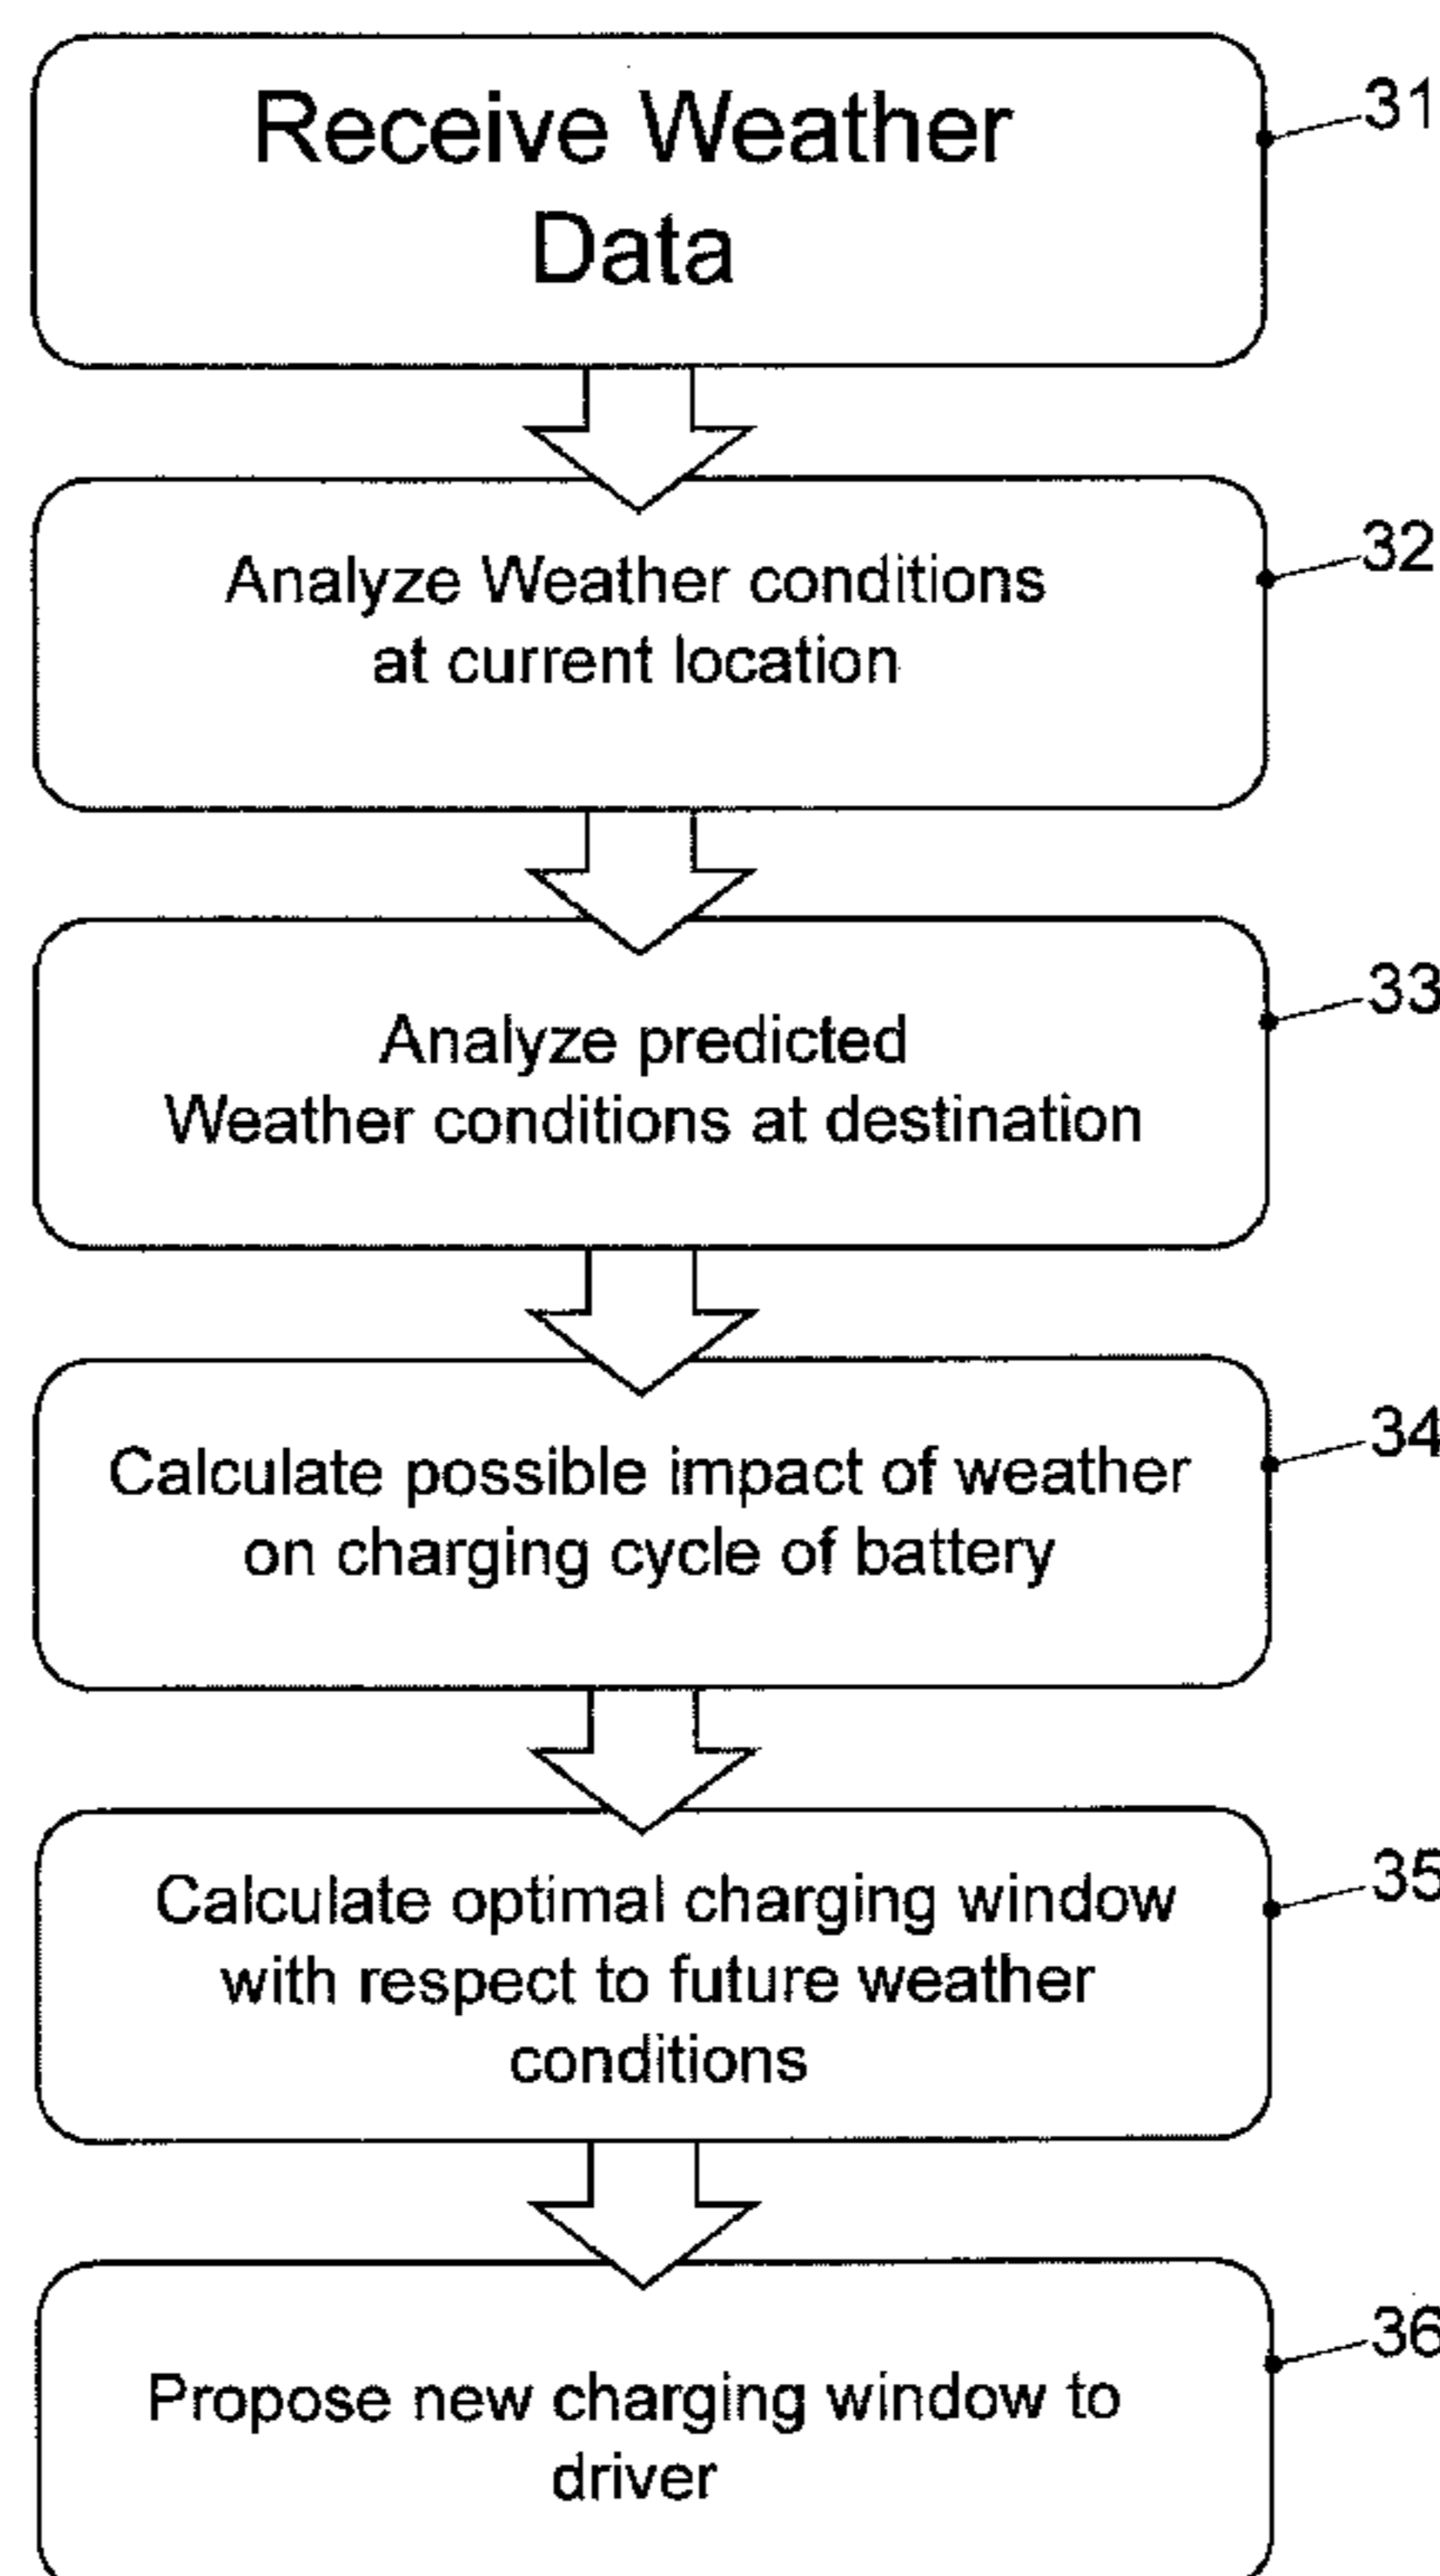 Receive Weather
Data
31
Analyze Weather conditions
at current location
32
Analyze predicted
Weather conditions at destination
33
Calculate possible impact of weather
on charging cycle of battery
34
Calculate optimal charging window
with respect to future weather
conditions
35
Propose new charging window to
driver
36